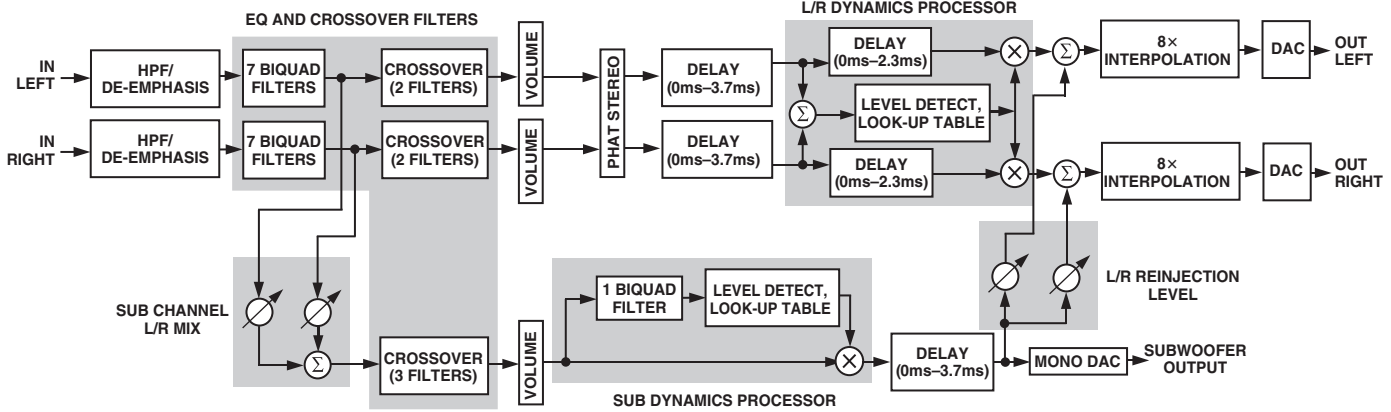 EQ AND CROSSOVER FILTERS
L/R DYNAMICS PROCESSOR
IN
LEFT
HPF/
DE-EMPHASIS
7 BIQUAD
FILTERS
CROSSOVER
(2 FILTERS)
VOLUME
PHAT STEREO
DELAY
(0ms–3.7ms)
DELAY
(0ms–2.3ms)
×
Σ
8×
INTERPOLATION
DAC
OUT
LEFT
Σ
LEVEL DETECT,
LOOK-UP TABLE
IN
RIGHT
HPF/
DE-EMPHASIS
7 BIQUAD
FILTERS
CROSSOVER
(2 FILTERS)
VOLUME
DELAY
(0ms–3.7ms)
DELAY
(0ms–2.3ms)
×
Σ
8×
INTERPOLATION
DAC
OUT
RIGHT
SUB CHANNEL
L/R MIX
Σ
1 BIQUAD
FILTER
LEVEL DETECT,
LOOK-UP TABLE
L/R REINJECTION
LEVEL
CROSSOVER
(3 FILTERS)
VOLUME
×
DELAY
(0ms–3.7ms)
MONO DAC
SUBWOOFER
OUTPUT
SUB DYNAMICS PROCESSOR